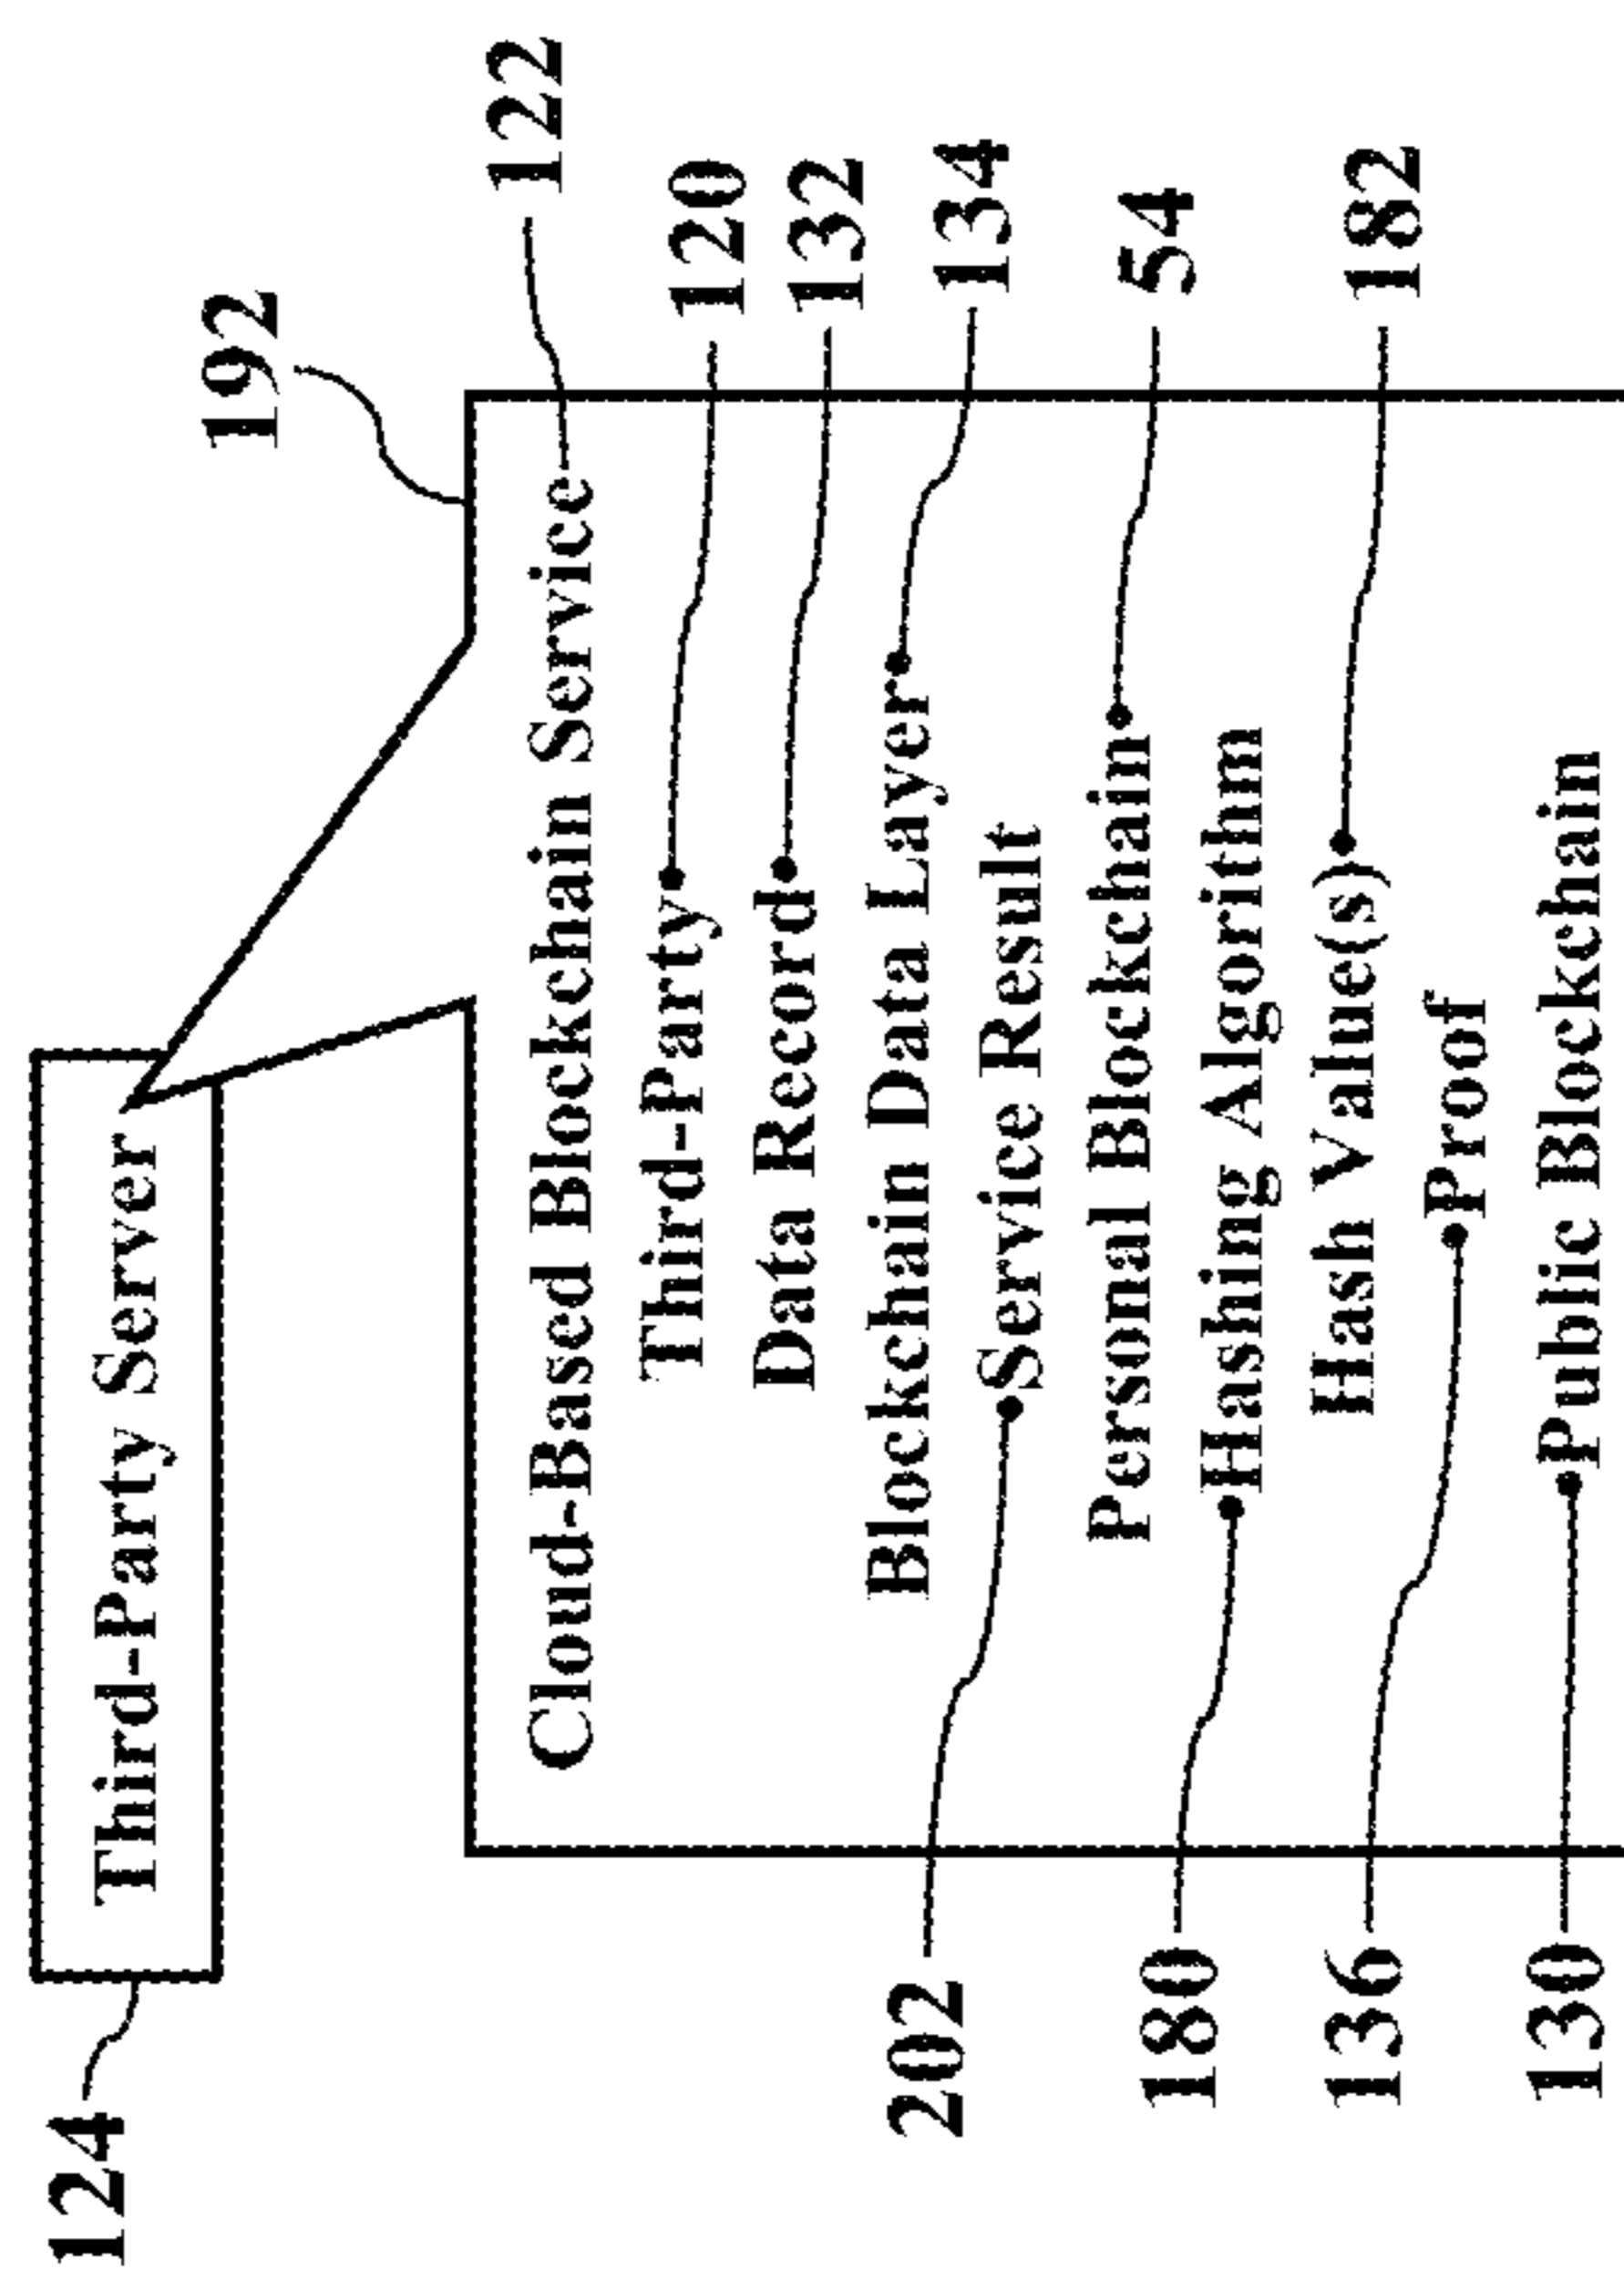 124
Third-Party Server
192
Cloud-Based Blockchain Service 122
Third-Party 120
Data Record 132
Blockchain Data Layer 134
202 Service Result
Personal Blockchain 54
180 Hashing Algorithm
Hash Value(s) 182
136 Proof
130 Public Blockchain